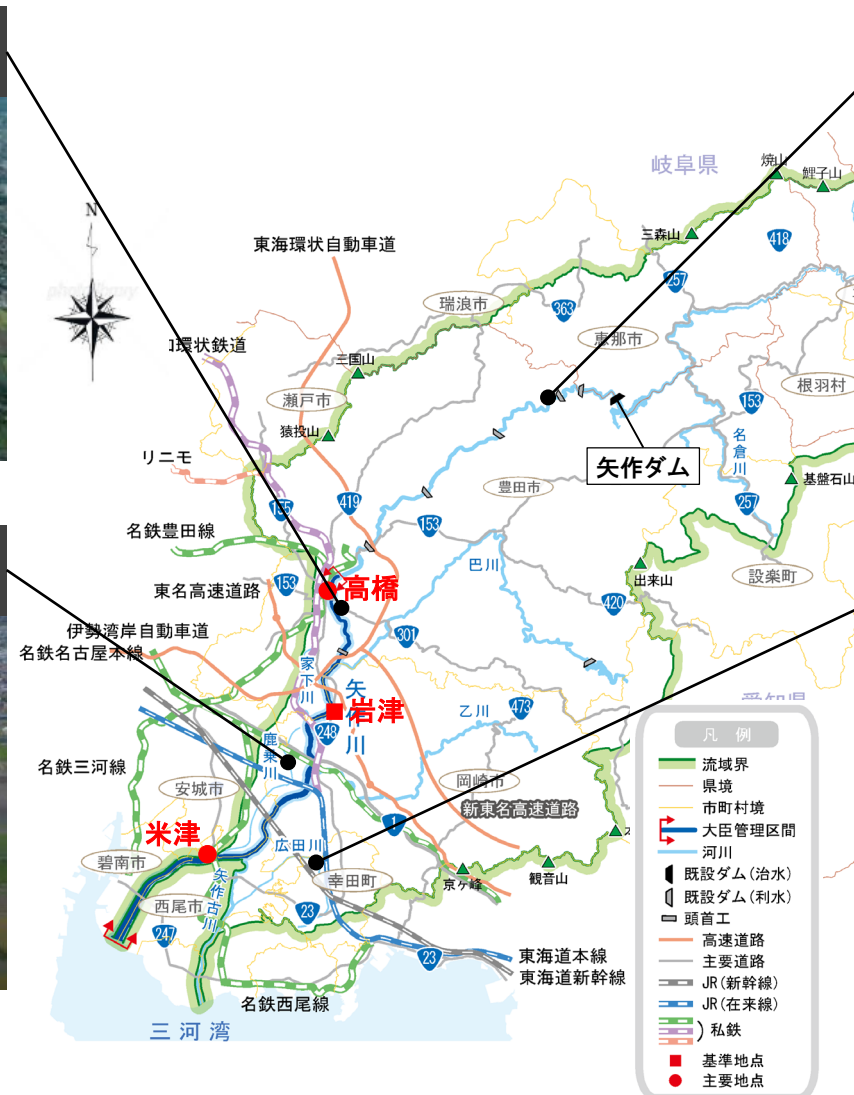 岐阜県
焼山
鯉子山
N
三森山
418
東海環状自動車道
257
瑞浪市
363
恵那市
環状鉄道
三国山
根羽村
瀬戸市
153
猿投山
名倉川
リニモ
矢作ダム
基盤石山
豊田市
155
419
257
153
名鉄豊田線
巴川
出来山
設楽町
東名高速道路
153
高橋
420
伊勢湾岸自動車道
301
名鉄名古屋本線
家下川
矢作川
愛知県
岩津
乙川
473
248
鹿乗川
凡例
名鉄三河線
流域界
安城市
岡崎市
県境
新東名高速道路
市町村境
米津
1
大臣管理区間
広田川
河川
碧南市
既設ダム(治水)
矢作古川
幸田町
京ヶ峰
観音山
既設ダム(利水)
西尾市
23
頭首工
247
高速道路
23
東海道本線
主要道路
東海道新幹線
JR(新幹線)
名鉄西尾線
JR(在来線)
三河湾
私鉄
基準地点
主要地点